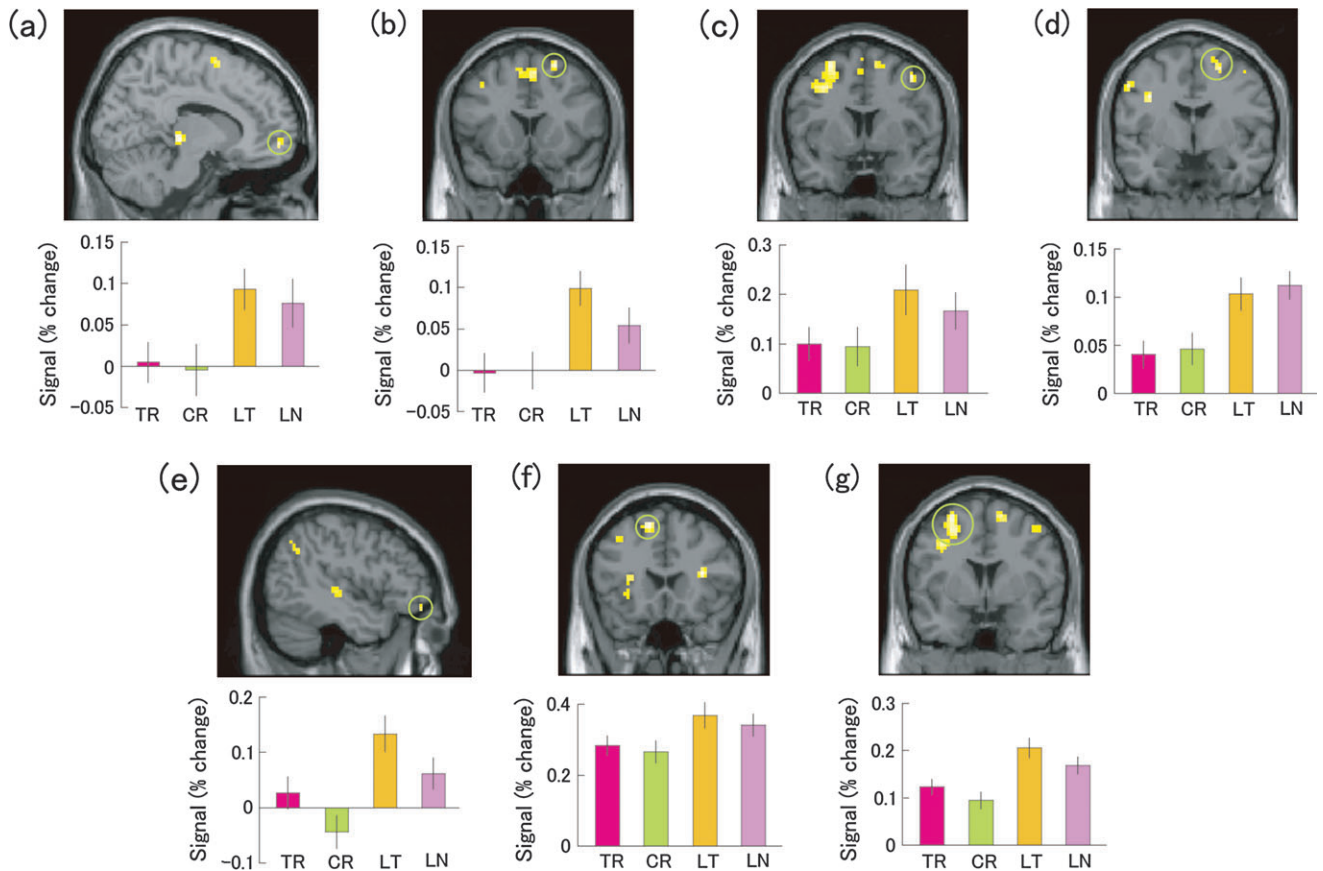 (a)
Signal (% change)
0.15
0.1
0.05
0
−0.05
TR CR LT LN
(b)
0.15
0.1
0.05
0
−0.05
TR CR LT LN
(c)
Signal (% change)
0.3
0.2
0.1
0
TR CR LT LN
(d)
Signal (% change)
0.15
0.1
0.05
0
TR CR LT LN
(e)
Signal (% change)
0.2
0.1
0
−0.1
TR CR LT LN
(f)
Signal (% change)
0.4
0.2
0
TR CR LT LN
(g)
Signal (% change)
0.3
0.2
0.1
0
TR CR LT LN